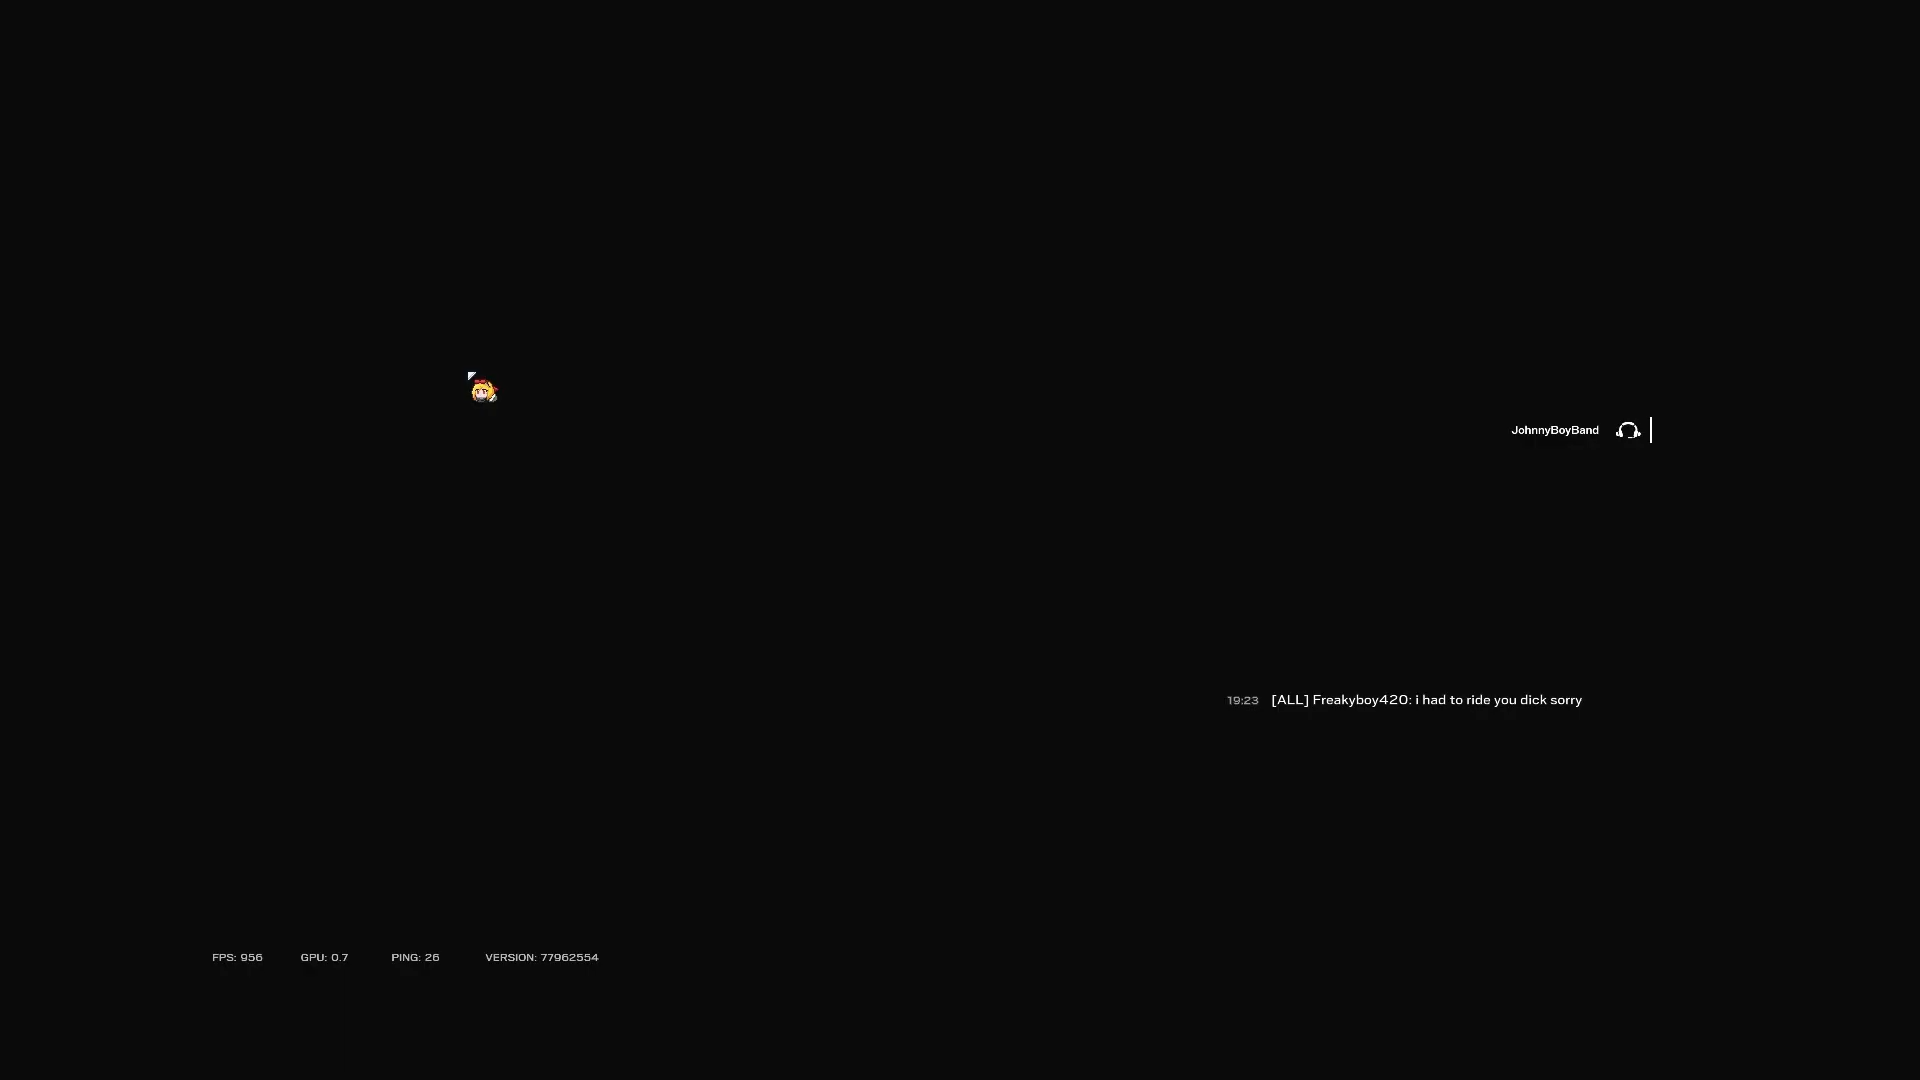 JohnnyBoyBand
19:23 [ALL] Freakyboy420: i had to ride you dick sorry
FPS: 956 GPU: 0.7 PING: 26 VERSION: 77962554